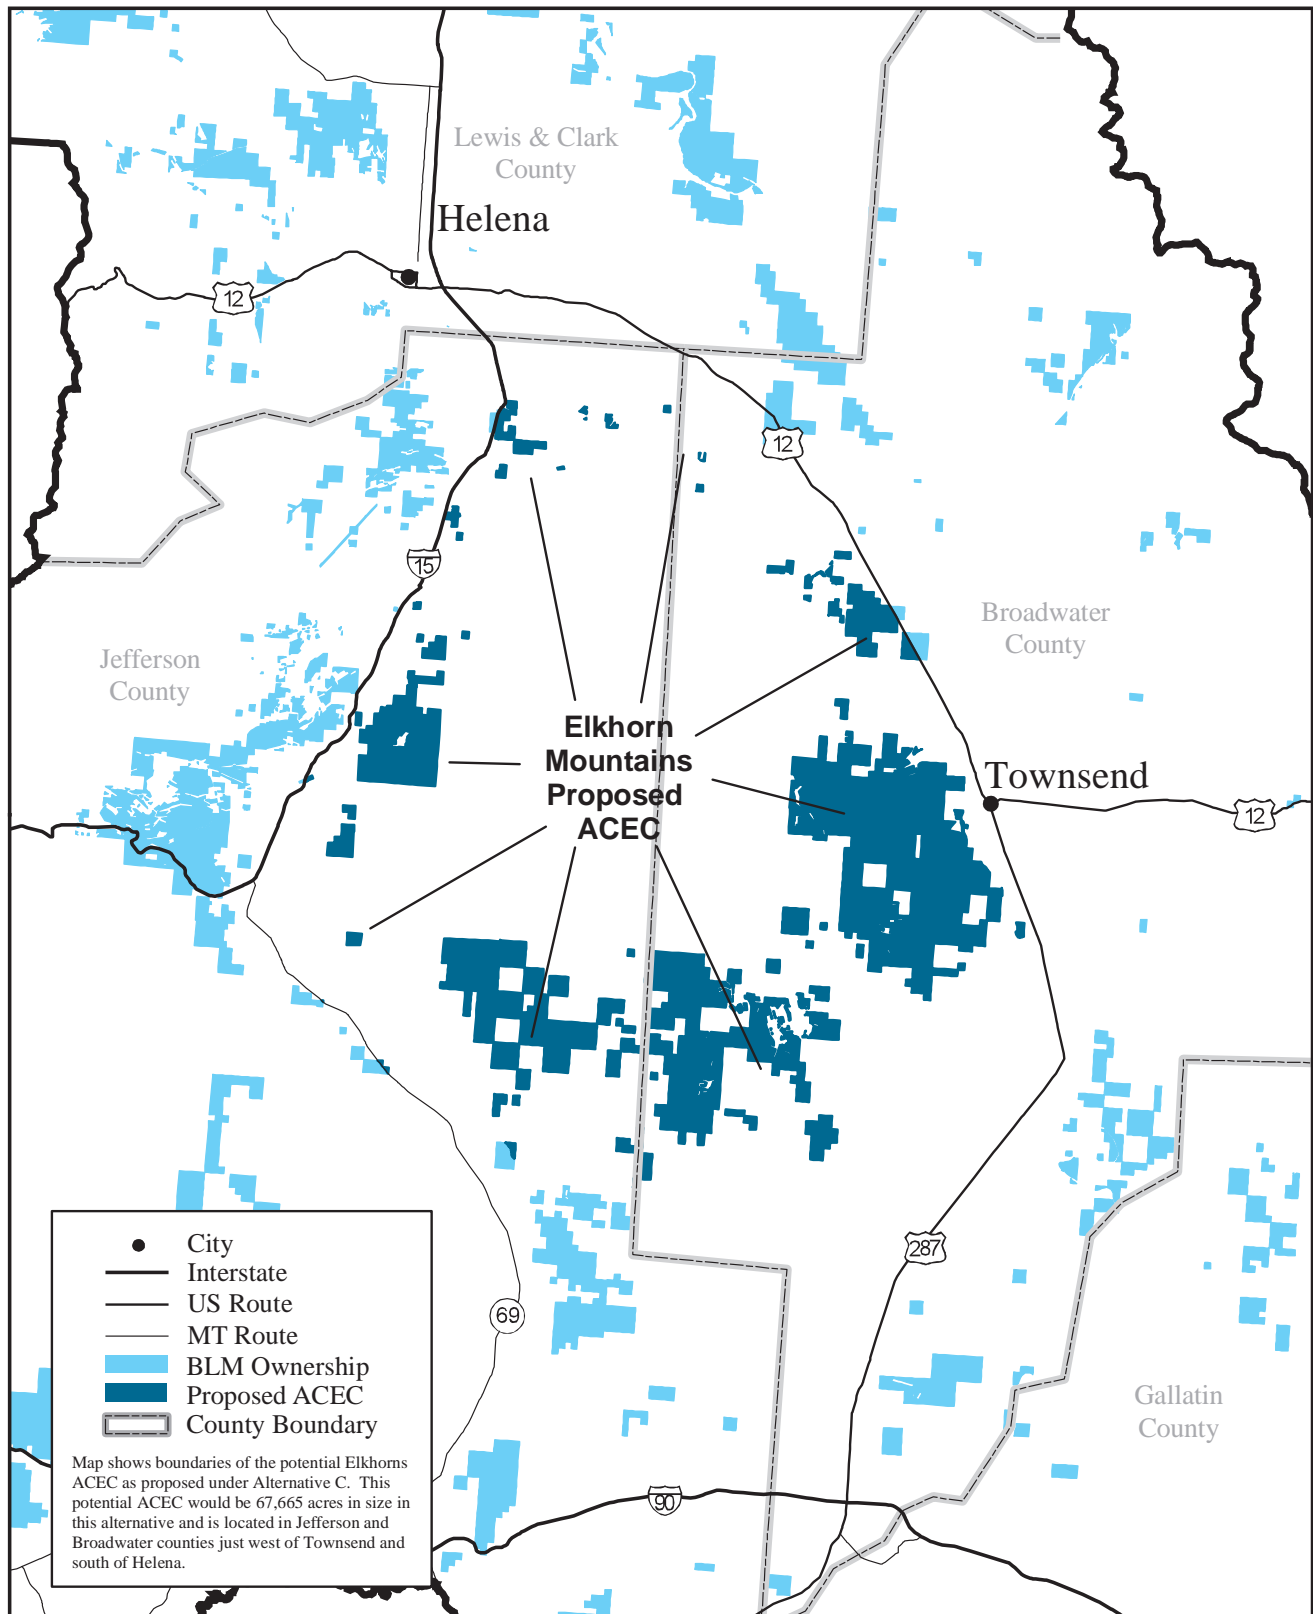 Lewis & Clark
County
Helena
12
12
15
Broadwater
County
Jefferson
County
Elkhorn
Mountains
Proposed
ACEC
Townsend
12
287
69
City
Interstate
US Route
MT Route
BLM Ownership
Proposed ACEC
County Boundary
Map shows boundaries of the potential Elkhorns
ACEC as proposed under Alternative C. This
potential ACEC would be 67,665 acres in size in
this alternative and is located in Jefferson and
Broadwater counties just west of Townsend and
south of Helena.
Gallatin
County
90